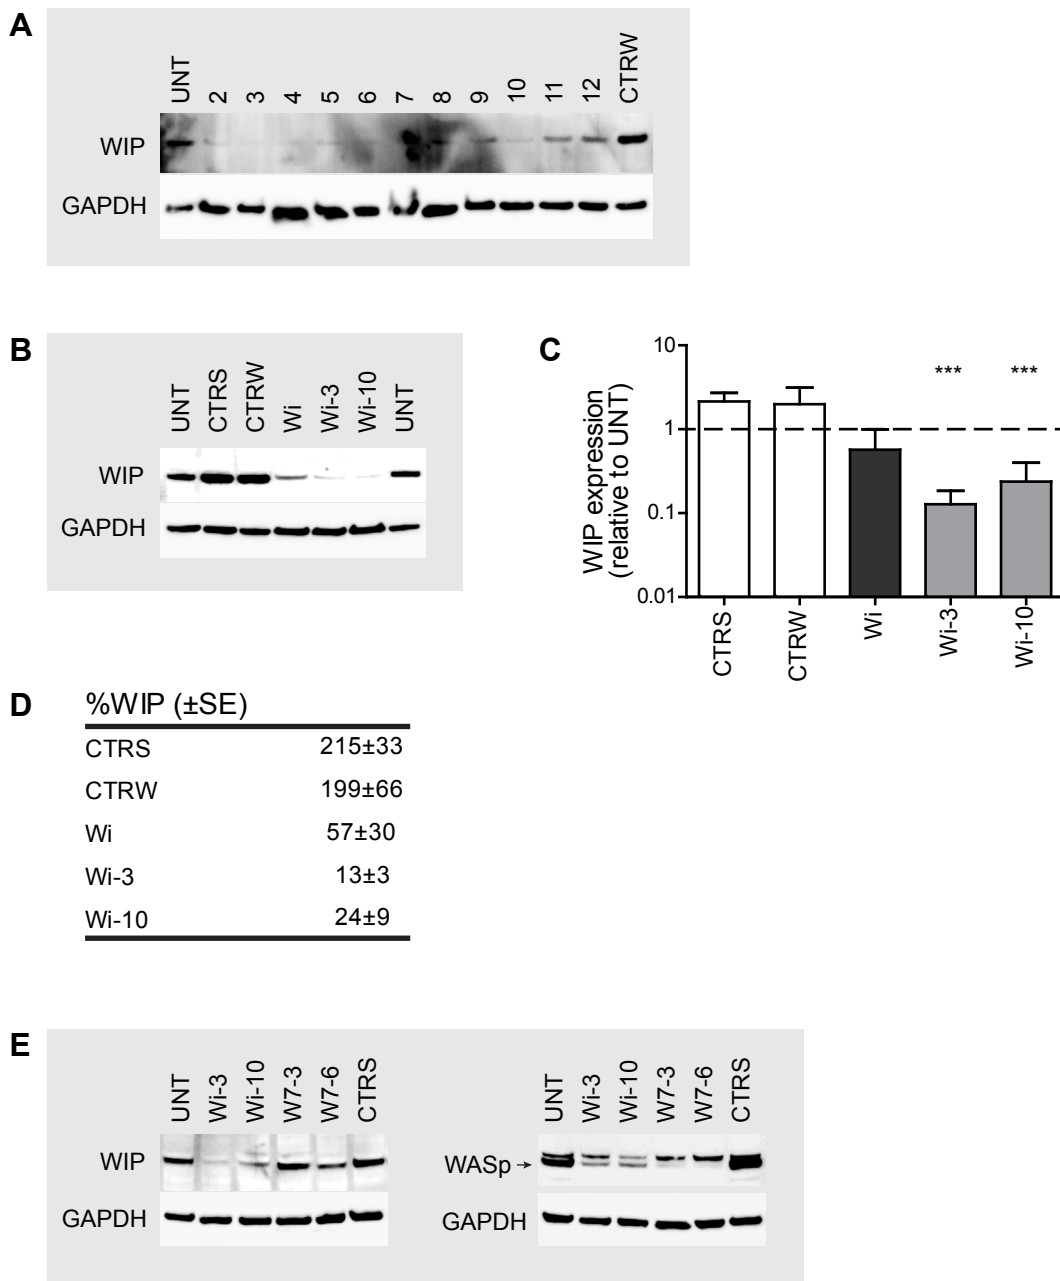 A
UNT 2 3 4 5 6 7 8 9 10 11 12 CTRW
WIP
GAPDH
B
UNT CTRS CTRW Wi Wi-3 Wi-10 UNT
WIP
GAPDH
C
WIP expression
(relative to UNT)
10
1
0.1
0.01
*** ***
CTRS CTRW Wi Wi-3 Wi-10
D
%WIP (±SE)
CTRS 215±33
CTRW 199±66
Wi 57±30
Wi-3 13±3
Wi-10 24±9
E
UNT Wi-3 Wi-10 W7-3 W7-6 CTRS
WIP
GAPDH
UNT Wi-3 Wi-10 W7-3 W7-6 CTRS
WASp
GAPDH